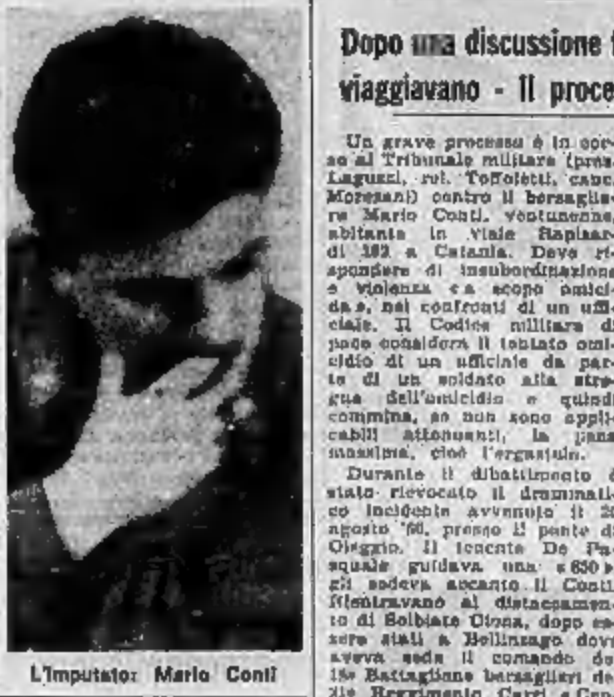 Dopo una discussione
viaggiavano - Il proce
Un grave processo è in cor-
so al Tribunale militare (pres.
Laguzzi, rel. Toffoletti, canc.
Moresani) contro il bersaglie-
re Mario Conti, ventunenne,
abitante in viale Rapisar-
di 182 a Catania. Deve ri-
spondere di insubordinazione
e violenza « a scopo omici-
da », nei confronti di un uffi-
ciale. Il Codice militare di
pace considera il tentato omi-
cidio di un ufficiale da par-
te di un soldato alla stre-
gua dell'omicidio e quindi
commina, se non sono appli-
cabili attenuanti, la pena
massima, cioè l'ergastolo.
Durante il dibattimento è
stato rievocato il drammati-
co incidente avvenuto il
agosto presso il ponte di
Oleggio. Il tenente De Pa-
squale guidava una
gli sedeva accanto il Conti.
Rientravano al distaccamen-
to di Solbiate Olona, dopo es-
sere stati a Bellinzago dove
aveva sede il comando de
Battaglione bersaglieri de
Reggimento
L'imputato: Mario Conti